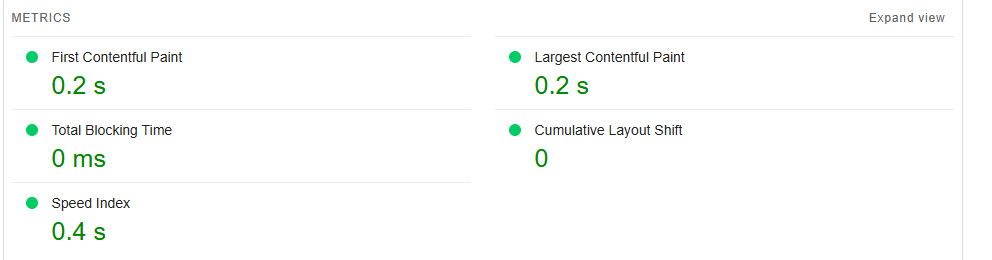 METRICS
Expand view
First Contentful Paint
0.2 s
Largest Contentful Paint
0.2 s
Total Blocking Time
0 ms
Cumulative Layout Shift
0
Speed Index
0.4 s